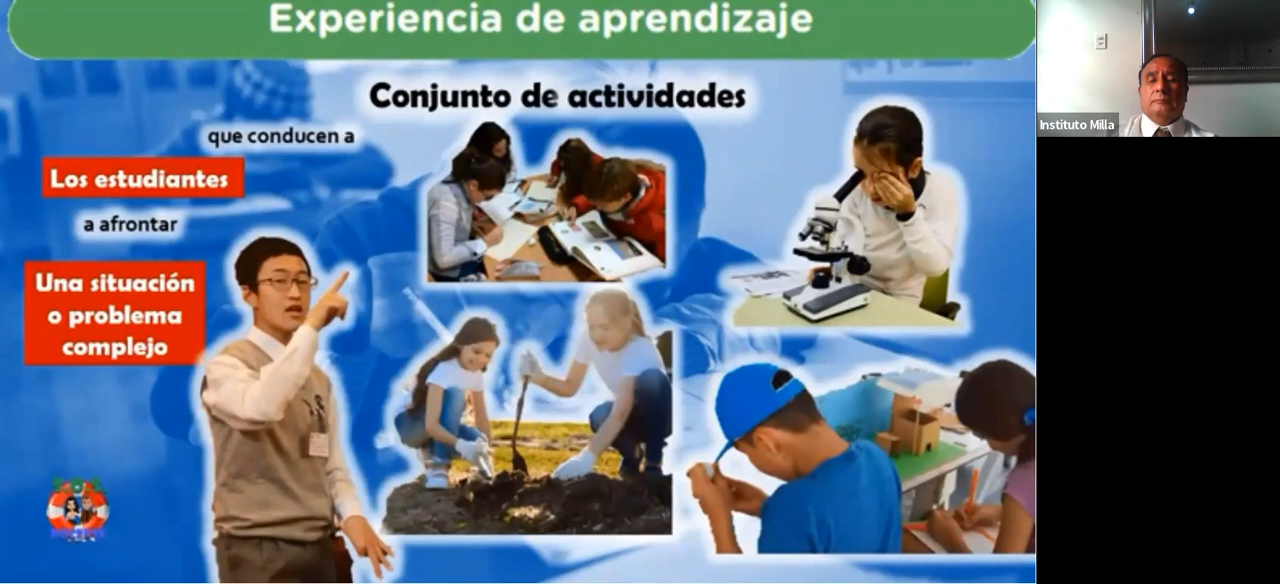 Experiencia de aprendizaje
Conjunto de actividades
que conducen a
Los estudiantes
a afrontar
Una situación
o problema
complejo
Instituto Milla